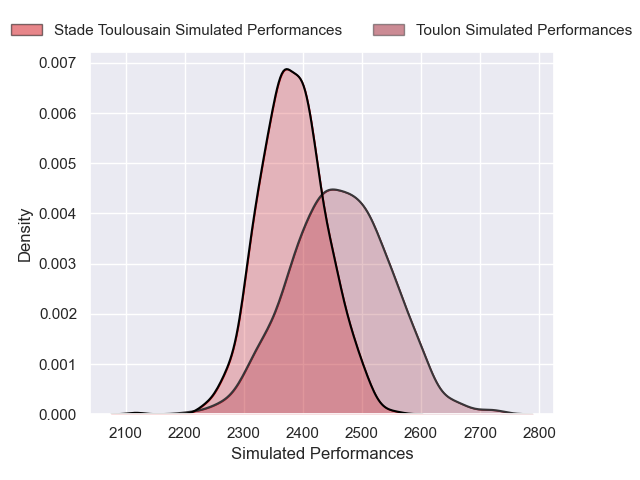 Stade Toulousain Simulated Performances
Toulon Simulated Performances
0.007
0.006
0.005
0.004
0.003
0.002
0.001
0.000
Density
2100 2200 2300 2400 2500 2600 2700 2800
Simulated Performances